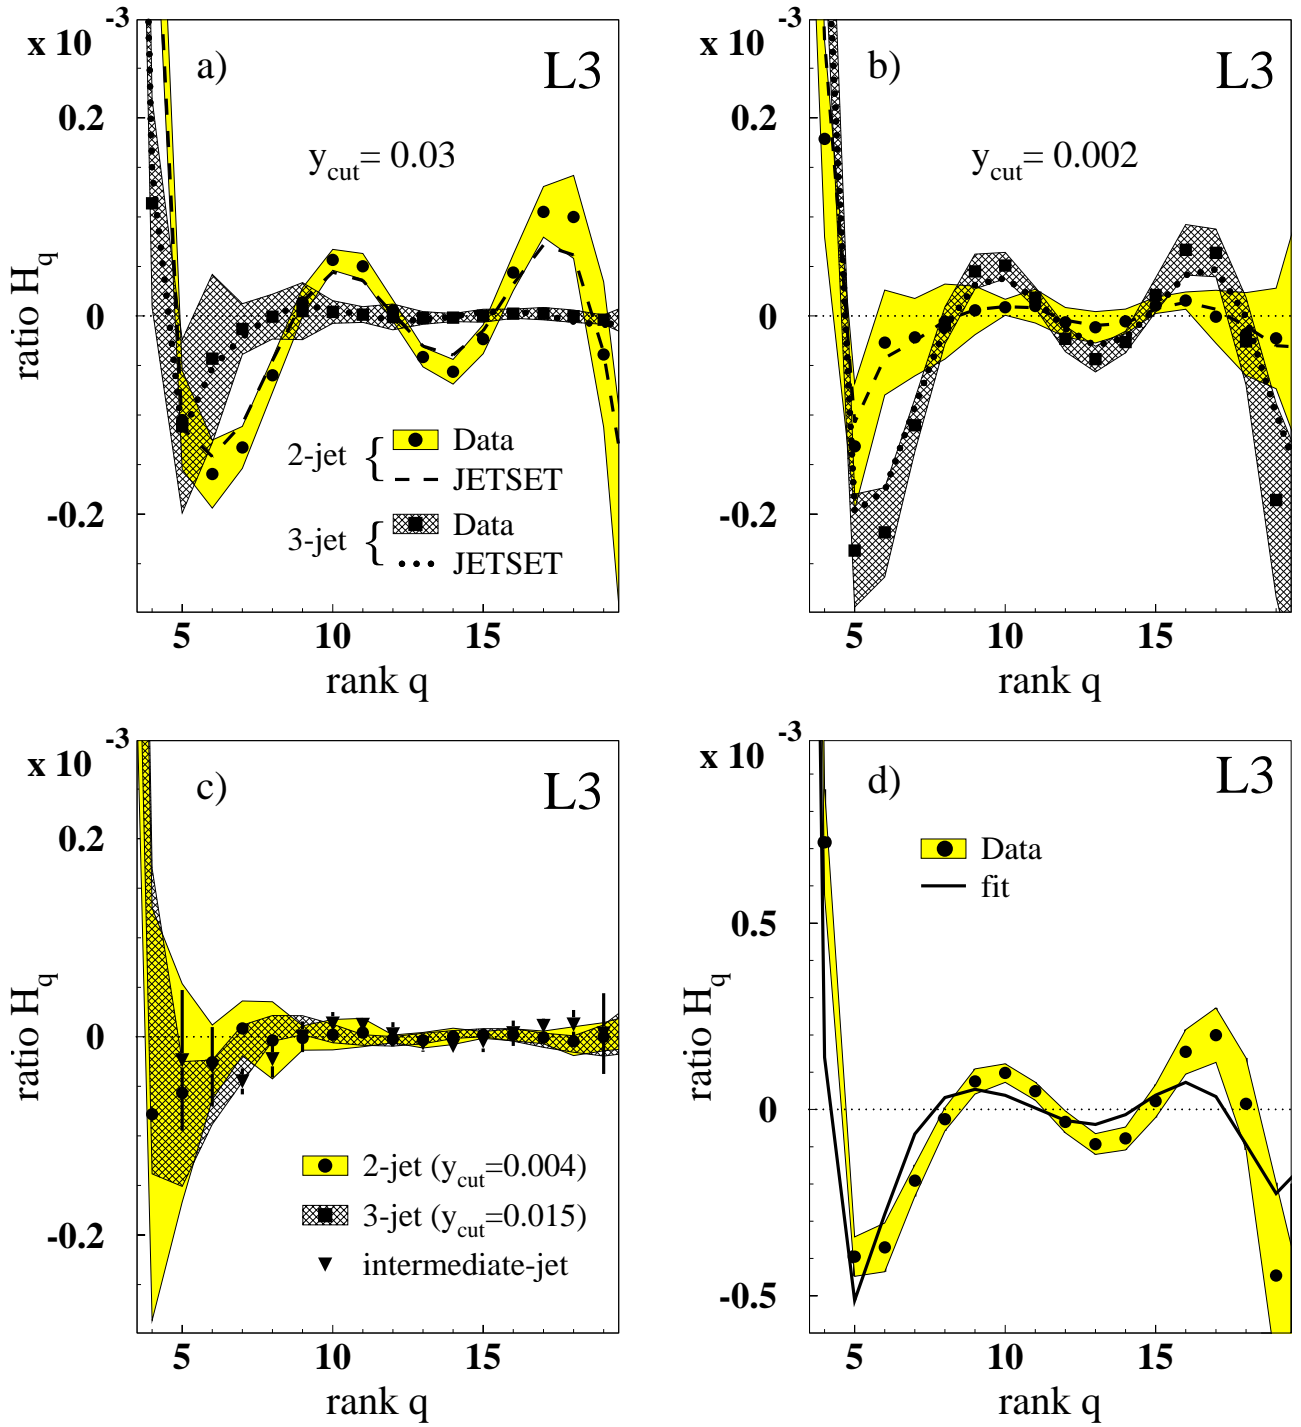 x 10 -3
a) L3
y_cut= 0.03
0.2
0
-0.2
ratio H_q
2-jet { Data
JETSET
3-jet { Data
JETSET
5 10 15
rank q
x 10 -3
b) L3
y_cut= 0.002
0.2
0
-0.2
ratio H_q
5 10 15
rank q
x 10 -3
c) L3
0.2
0
-0.2
ratio H_q
2-jet (y_cut=0.004)
3-jet (y_cut=0.015)
intermediate-jet
5 10 15
rank q
x 10 -3
d) L3
Data
fit
0.5
0
-0.5
ratio H_q
5 10 15
rank q